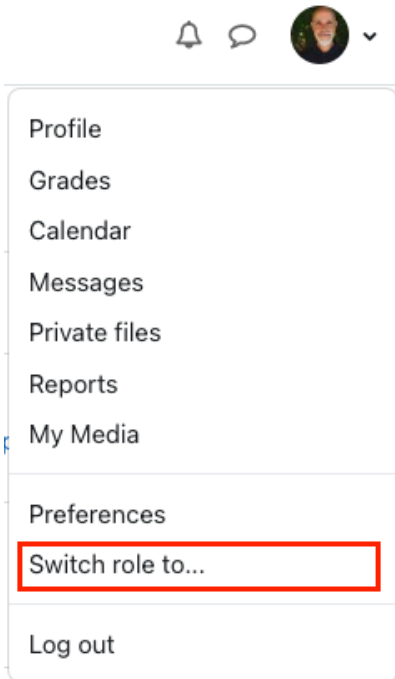 Profile
Grades
Calendar
Messages
Private files
Reports
My Media
Preferences
Switch role to...
Log out